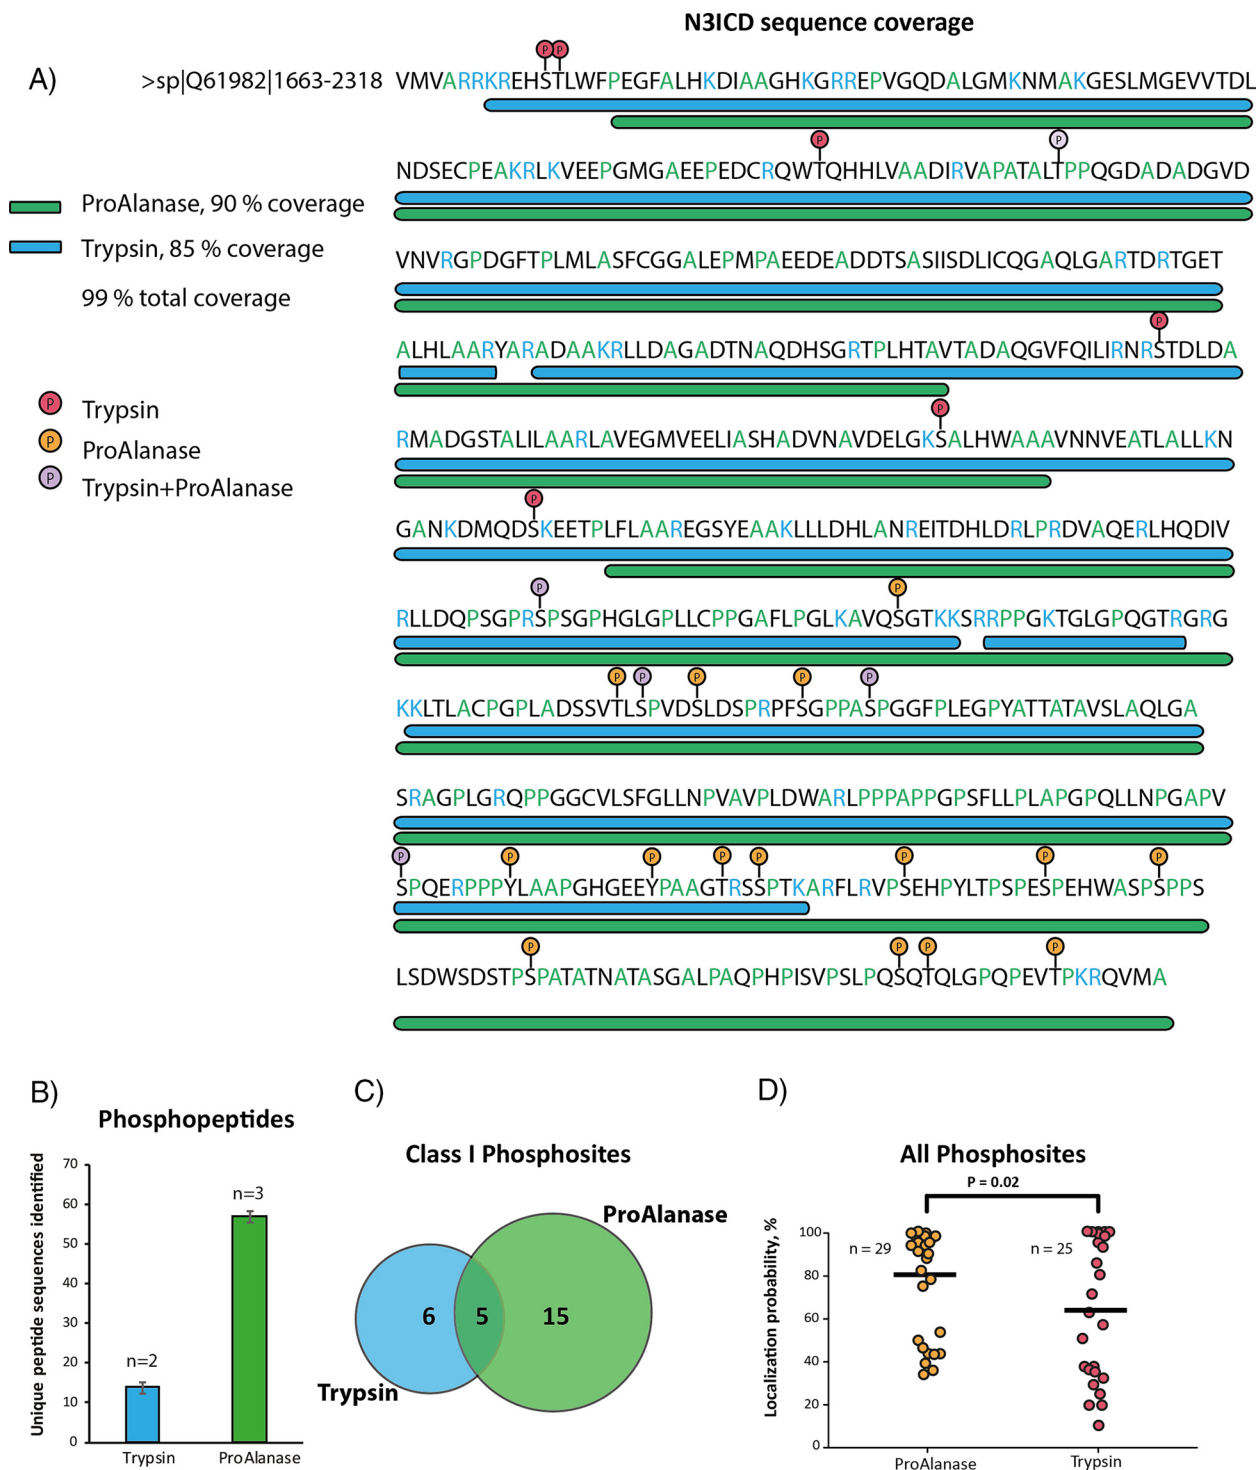 N3ICD sequence coverage
A)
P P
>sp|Q61982|1663-2318 VMVARRKREHSTLWFPEGFALHKDIAAGHKGRREPVGQDALGMKNMAKGESLMGEVVTDL
P P
NDSECPEAKRLKVEEPGMGAEEPEDCRQWTQHHLVAADIRVAPATALTPPQGDADADGVD
ProAlanase, 90 % coverage
Trypsin, 85 % coverage
99 % total coverage
VNVRGPDGFTPLMLASFCGGALEPMPAEEDEADDTSASIISDLICQGAQLGARTDRTGET
P
ALHLAARYARADAAKRLLDAGADTNAQDHSGRTPLHTAVTADAQGVFQILIRNRSTDLDA
P Trypsin
P ProAlanase
P Trypsin+ProAlanase
P
RMADGSTALILAARLAVEGMVEELIASHADVNAVDELGKSALHWAAAVNNVEATLALLKN
P
GANKDMQDSKEETPLFLAAREGSYEAAKLLLDHLANREITDHLDRLPRDVAQERLHQDIV
P P
RLLDQPSGPRSPSGPHGLGPLLCPPGAFLPGLKAVQSGTKKSRRPPGKTGLGPQGTRGRG
P P P P P
KKLTLACPGPLADSSVTLSPVDSLDSPRPFSGPPASPGGFPLEGPYATTATAVSLAQLGA
SRAGPLGRQPPGGCVLSFGLLNPVAVPLDWARLPPPAPPGPSFLLPLAPGPQLLNPGAPV
P P P P P P P P
SPQERPPPYLAAPGHGEEYPAAGTRSSPTKARFLRVPSEHPYLTPSPESPEHWASPSPPS
P P P P
LSDWSDSTPSPATATNATASGALPAQPHPISVPSLPQSQTQLGPQPEVTPKRQVMA
B)
Phosphopeptides
Unique peptide sequences identified
70
60
50
40
30
20
10
0
n=2
n=3
Trypsin ProAlanase
C)
Class I Phosphosites
ProAlanase
6 5 15
Trypsin
D)
All Phosphosites
P = 0.02
Localization probability, %
100
80
60
40
20
0
n = 29
n = 25
ProAlanase Trypsin